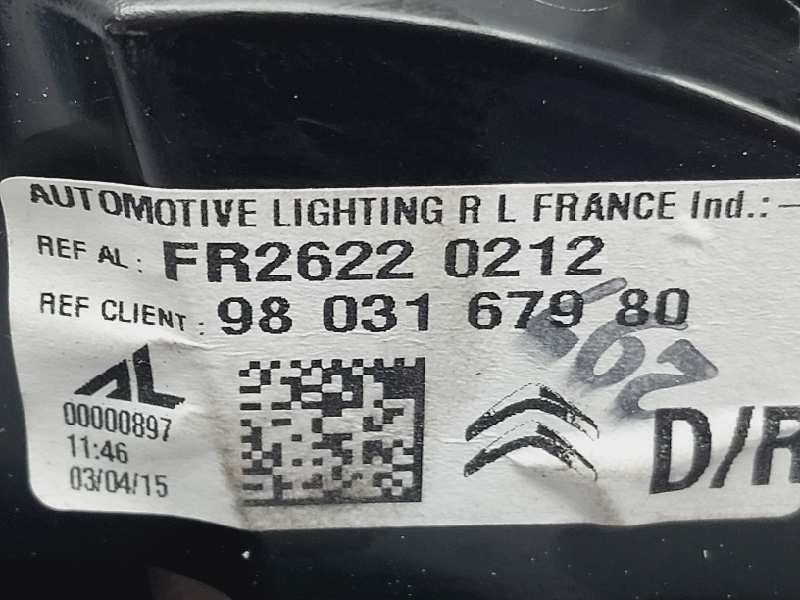 AUTOMOTIVE LIGHTING R L FRANCE Ind.: -
REF AL: FR2622 0212
REF CLIENT: 98 031 679 80
AL
00000897
11:46
03/04/15
D/R